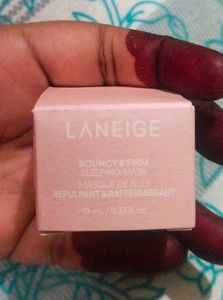 LANEIGE
BOUNCY & FIRM
SLEEPING MASK
MASQUE DE NUIT
REPULPANT & RAFFERMISSANT
10 mL / 0.33 fl.oz.